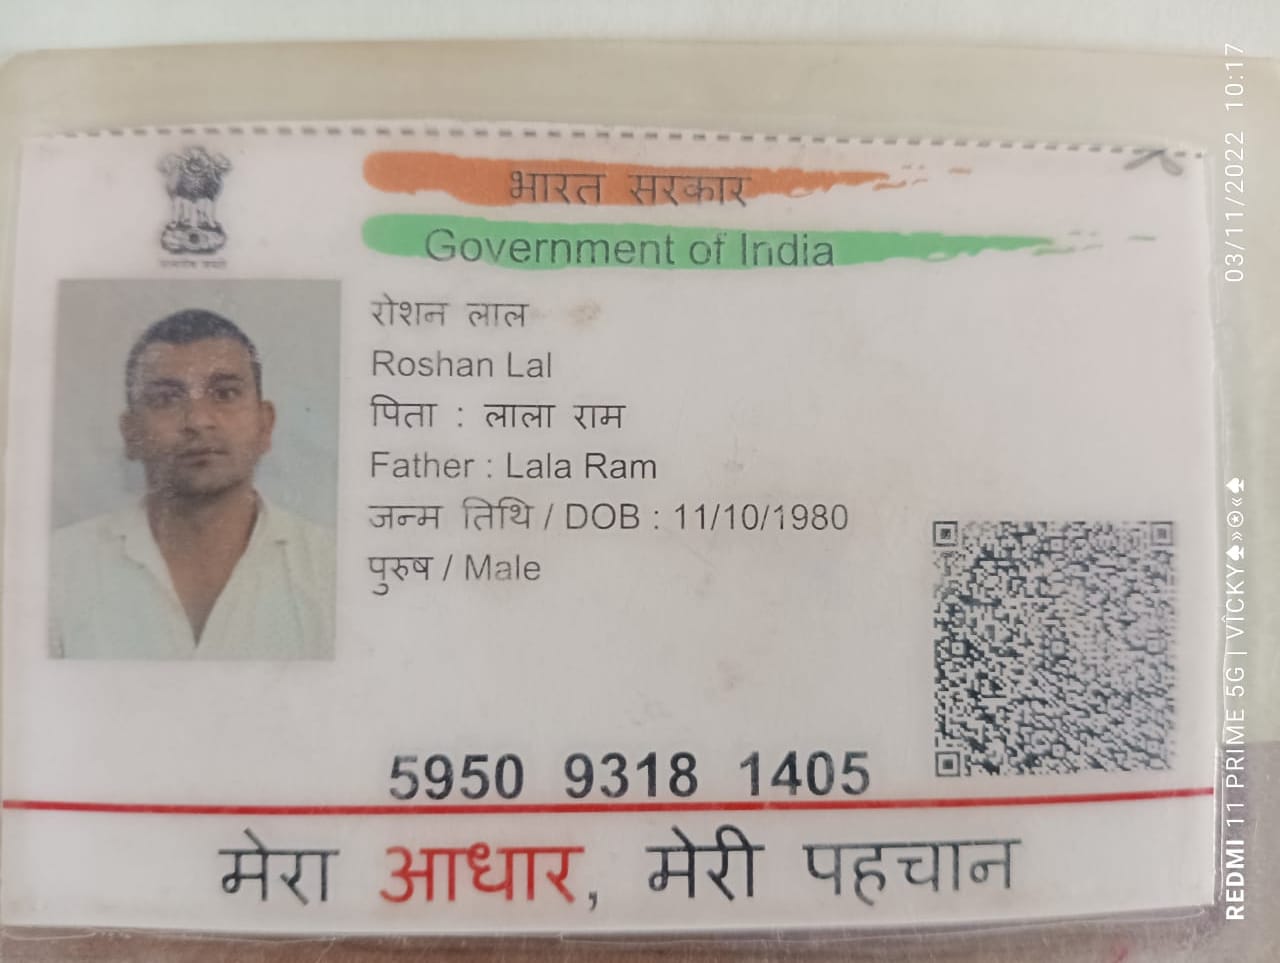 भारत सरकार
Government of India
रोशन लाल
Roshan Lal
पिता : लाला राम
Father : Lala Ram
जन्म तिथि / DOB : 11/10/1980
पुरुष / Male
5950 9318 1405
मेरा आधार, मेरी पहचान
REDMI 11 PRIME 5G | VÎCKY♠»⊙«♠
03/11/2022 10:17